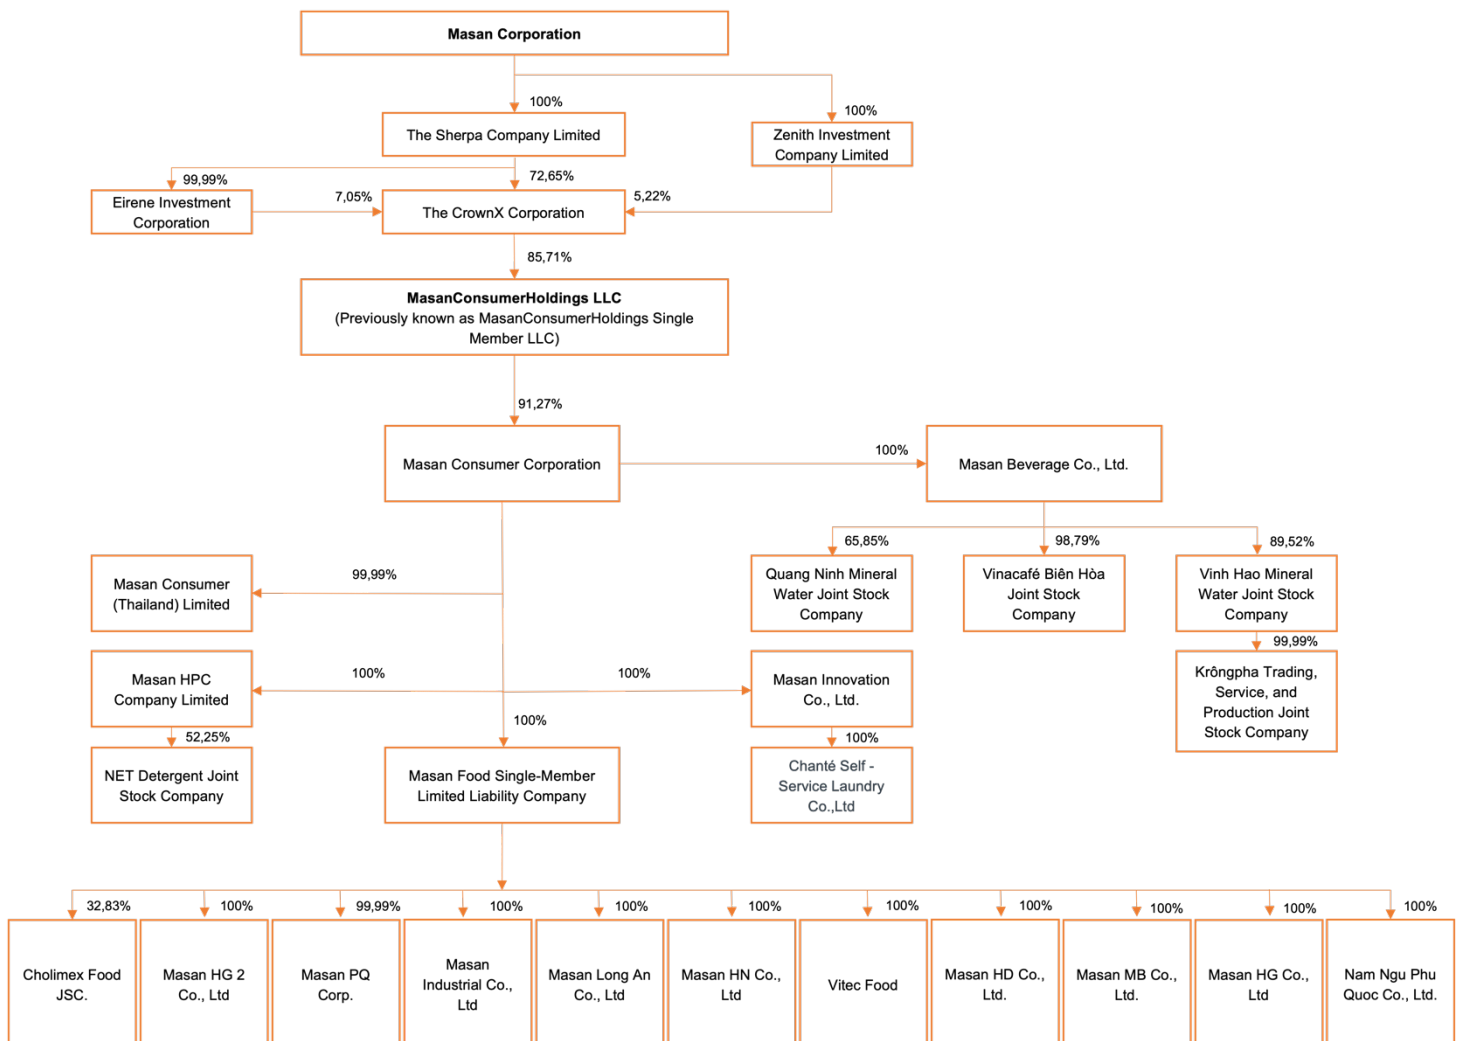 Masan Corporation
100%
100%
The Sherpa Company Limited
Zenith Investment
Company Limited
99,99%
72,65%
Eirene Investment
Corporation
7,05%
The CrownX Corporation
5,22%
85,71%
MasanConsumerHoldings LLC
(Previously known as MasanConsumerHoldings Single
Member LLC)
91,27%
Masan Consumer Corporation
100%
Masan Beverage Co., Ltd.
65,85%
98,79%
89,52%
Masan Consumer
(Thailand) Limited
99,99%
Quang Ninh Mineral
Water Joint Stock
Company
Vinacafé Biên Hòa
Joint Stock
Company
Vinh Hao Mineral
Water Joint Stock
Company
99,99%
Masan HPC
Company Limited
100%
100%
Masan Innovation
Co., Ltd.
Krôngpha Trading,
Service, and
Production Joint
Stock Company
52,25%
100%
100%
NET Detergent Joint
Stock Company
Masan Food Single-Member
Limited Liability Company
Chanté Self -
Service Laundry
Co.,Ltd
32,83%
100%
99,99%
100%
100%
100%
100%
100%
100%
100%
100%
Cholimex Food
JSC.
Masan HG 2
Co., Ltd
Masan PQ
Corp.
Masan
Industrial Co.,
Ltd
Masan Long An
Co., Ltd
Masan HN Co.,
Ltd
Vitec Food
Masan HD Co.,
Ltd.
Masan MB Co.,
Ltd.
Masan HG Co.,
Ltd
Nam Ngu Phu
Quoc Co., Ltd.